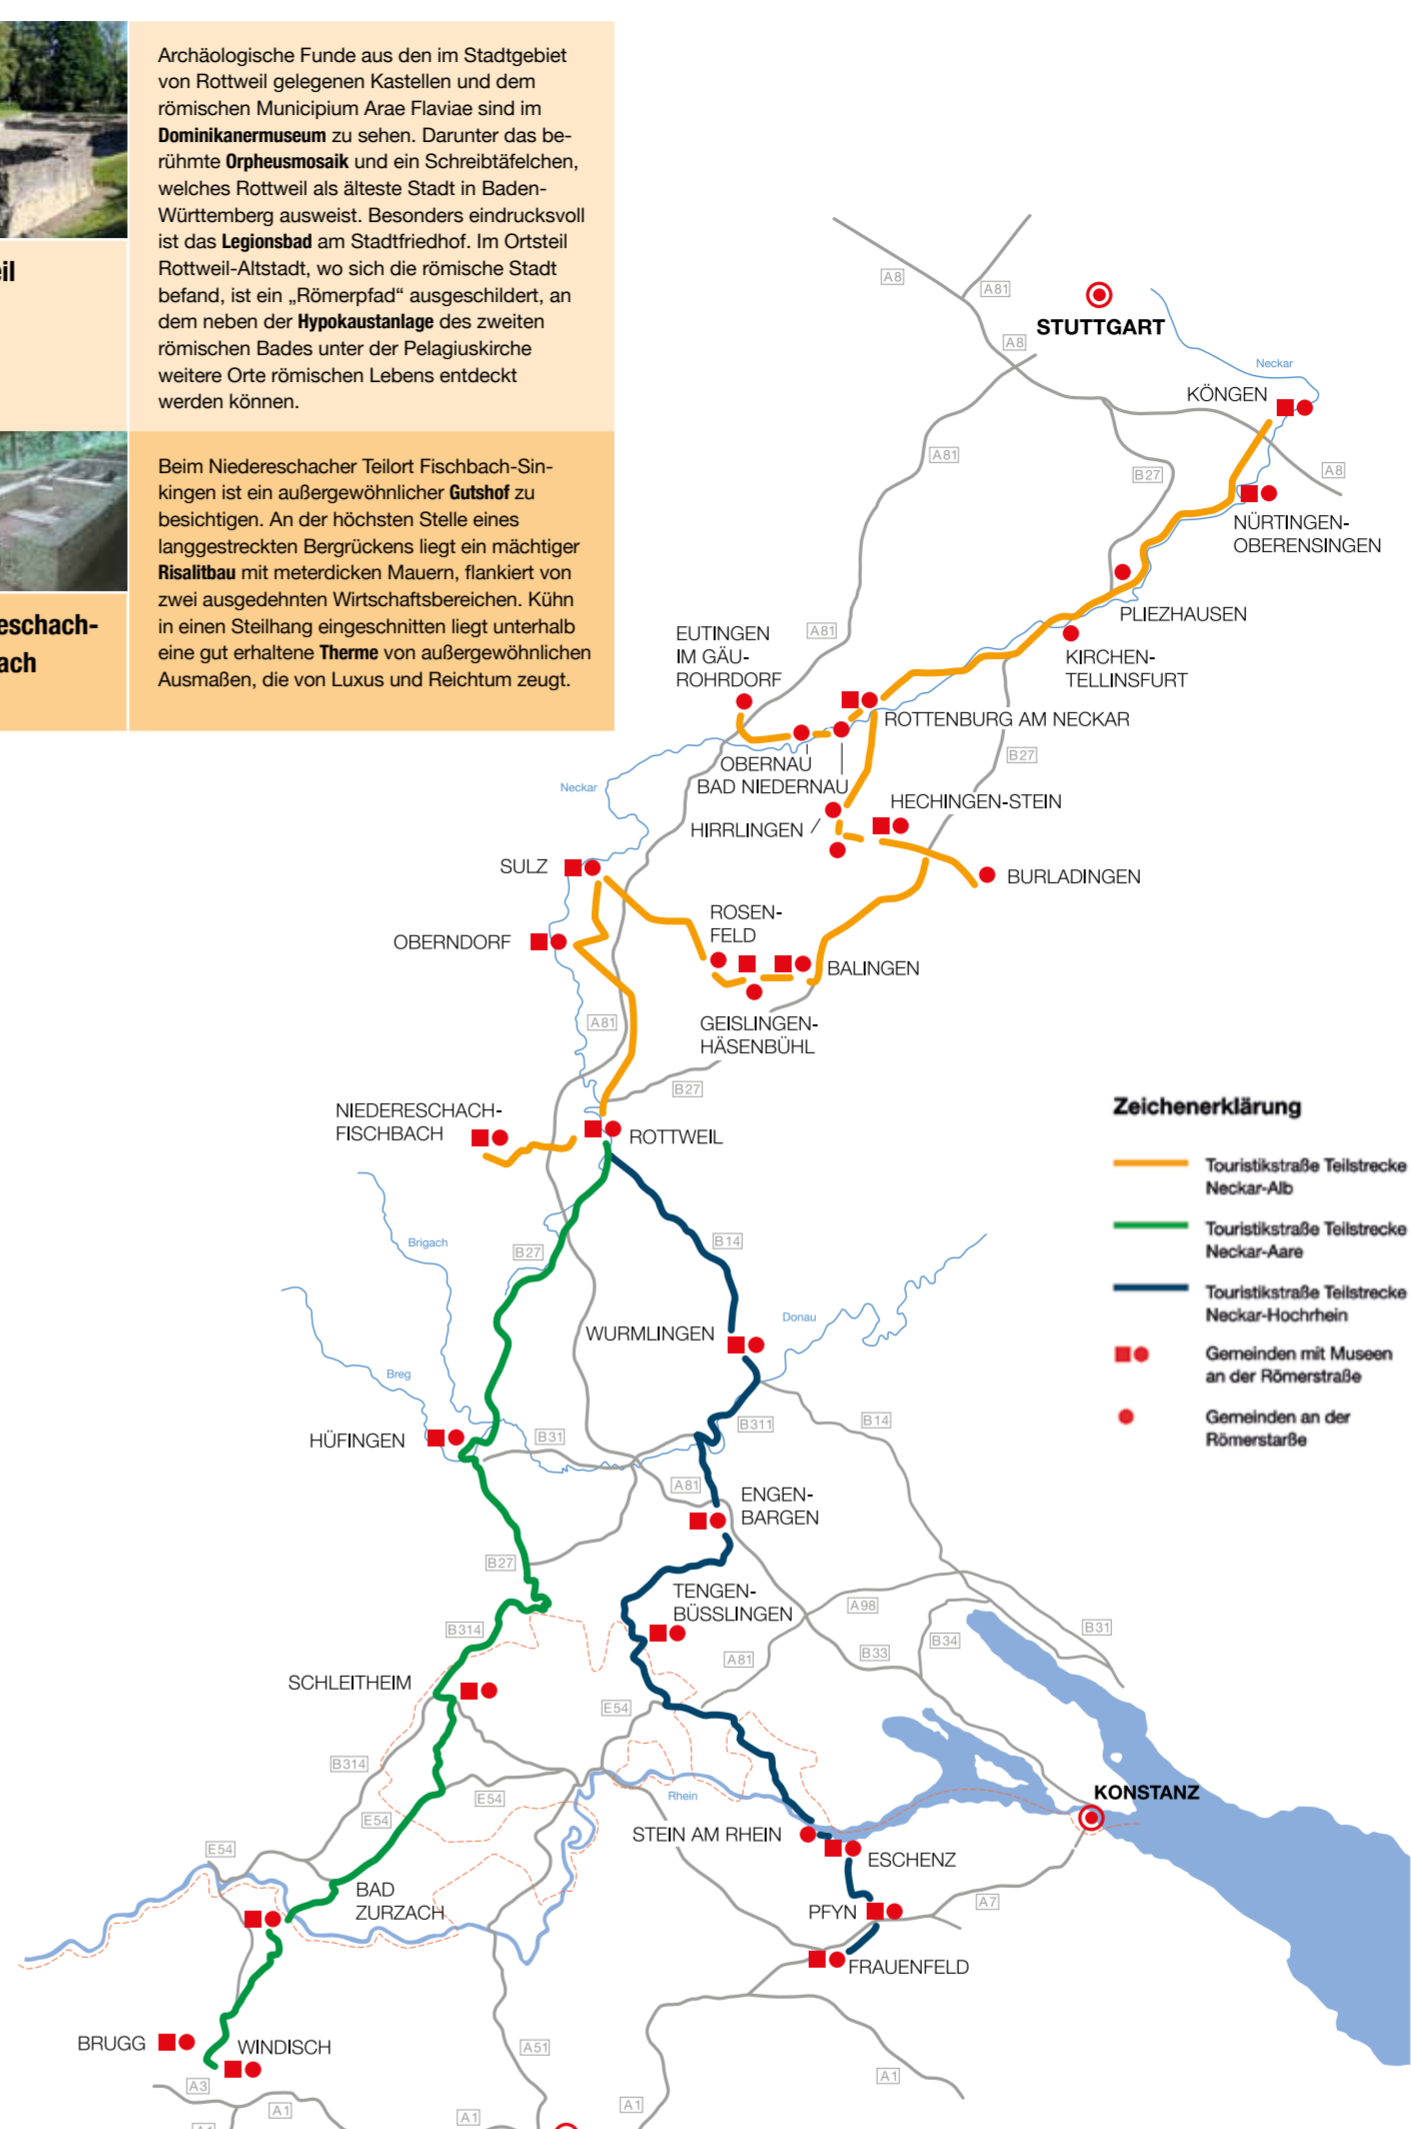 Archäologische Funde aus den im Stadtgebiet
von Rottweil gelegenen Kastellen und dem
römischen Municipium Arae Flaviae sind im
Dominikanermuseum zu sehen. Darunter das be-
rühmte Orpheusmosaik und ein Schreibtäfelchen,
welches Rottweil als älteste Stadt in Baden-
Württemberg ausweist. Besonders eindrucksvoll
ist das Legionsbad am Stadtfriedhof. Im Ortsteil
Rottweil-Altstadt, wo sich die römische Stadt
befand, ist ein „Römerpfad“ ausgeschildert, an
dem neben der Hypokaustanlage des zweiten
römischen Bades unter der Pelagiuskirche
weitere Orte römischen Lebens entdeckt
werden können.
eil
Beim Niedereschacher Teilort Fischbach-Sin-
kingen ist ein außergewöhnlicher Gutshof zu
besichtigen. An der höchsten Stelle eines
langgestreckten Bergrückens liegt ein mächtiger
Risalitbau mit meterdicken Mauern, flankiert von
zwei ausgedehnten Wirtschaftsbereichen. Kühn
in einen Steilhang eingeschnitten liegt unterhalb
eine gut erhaltene Therme von außergewöhnlichen
Ausmaßen, die von Luxus und Reichtum zeugt.
eschach-
ach
A8
A81
STUTTGART
A8
Neckar
KÖNGEN
A81
B27
A8
NÜRTINGEN-
OBERENSINGEN
PLIEZHAUSEN
A81
EUTINGEN
IM GÄU-
ROHRDORF
KIRCHEN-
TELLINSFURT
ROTTENBURG AM NECKAR
B27
OBERNAU
BAD NIEDERNAU
Neckar
HECHINGEN-STEIN
HIRRLINGEN
SULZ
BURLADINGEN
ROSEN-
FELD
OBERNDORF
BALINGEN
A81
GEISLINGEN-
HÄSENBÜHL
B27
NIEDERESCHACH-
FISCHBACH
ROTTWEIL
Zeichenerklärung
Touristikstraße Teilstrecke
Neckar-Alb
Touristikstraße Teilstrecke
Neckar-Aare
Touristikstraße Teilstrecke
Neckar-Hochrhein
Gemeinden mit Museen
an der Römerstraße
Gemeinden an der
Römerstarße
Brigach
B27
B14
Donau
WURMLINGEN
Breg
B311
B14
HÜFINGEN
B31
A81
ENGEN-
BARGEN
B27
TENGEN-
BÜSSLINGEN
A98
B314
B34
B31
B33
A81
SCHLEITHEIM
E54
B314
E54
Rhein
KONSTANZ
E54
STEIN AM RHEIN
E54
ESCHENZ
BAD
ZURZACH
PFYN
A7
FRAUENFELD
BRUGG
WINDISCH
A51
A3
A1
A1
A1
A1